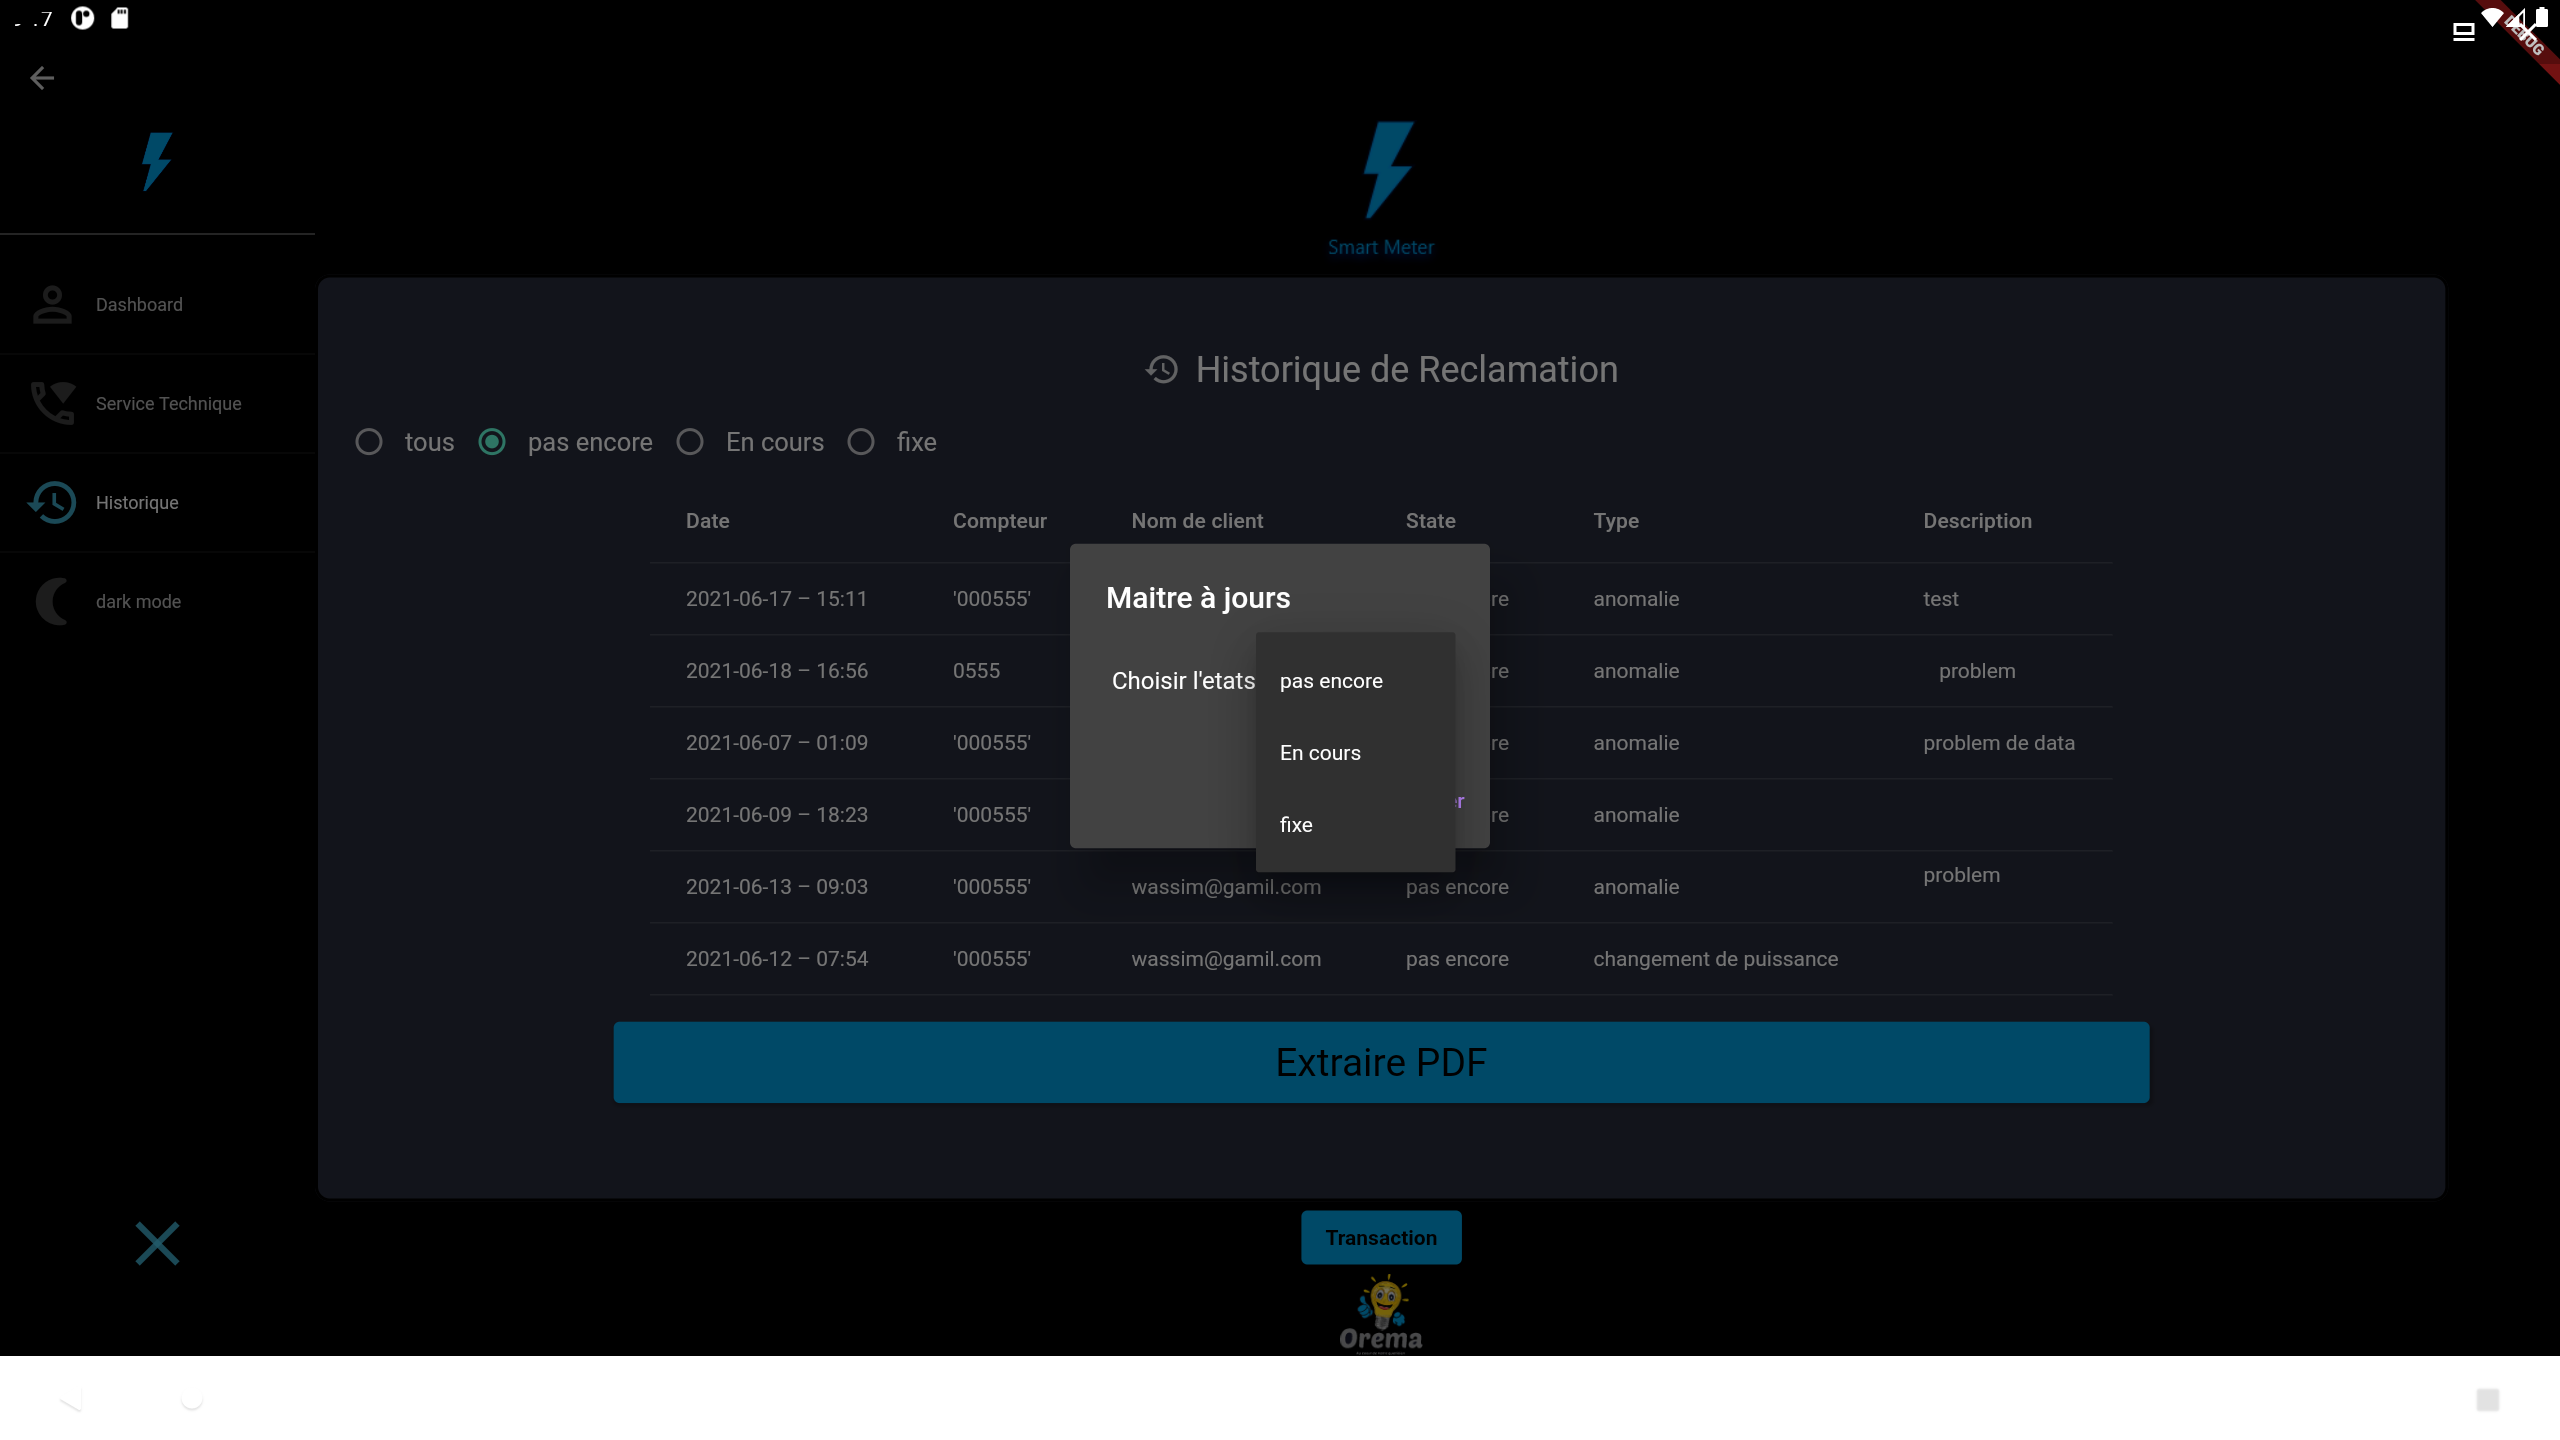 DEBUG
Smart Meter
Dashboard
Service Technique
Historique
dark mode
Historique de Reclamation
tous pas encore En cours fixe
Date Compteur Nom de client State Type Description
2021-06-17 – 15:11 '000555' re anomalie test
2021-06-18 – 16:56 0555 re anomalie problem
2021-06-07 – 01:09 '000555' re anomalie problem de data
2021-06-09 – 18:23 '000555' re anomalie
2021-06-13 – 09:03 '000555' wassim@gamil.com pas encore anomalie problem
2021-06-12 – 07:54 '000555' wassim@gamil.com pas encore changement de puissance
Maitre à jours
Choisir l'etats
pas encore
En cours
fixe
Extraire PDF
Transaction
Orema